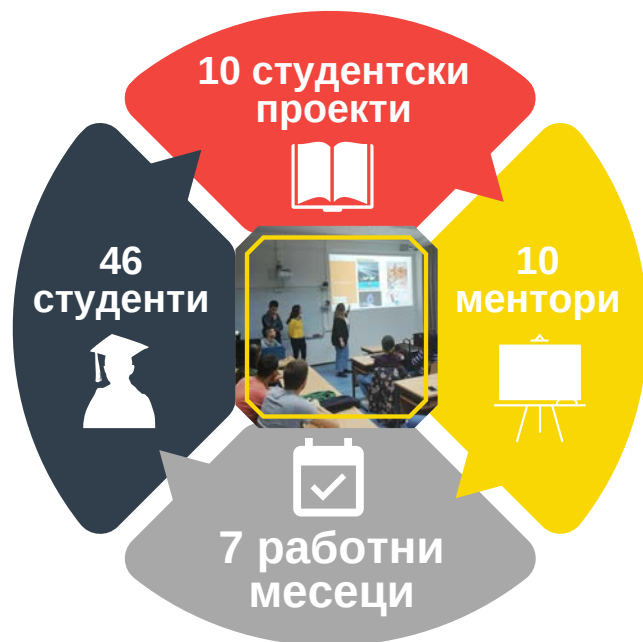 10 студентски
проекти
46
студенти
10
ментори
7 работни
месеци